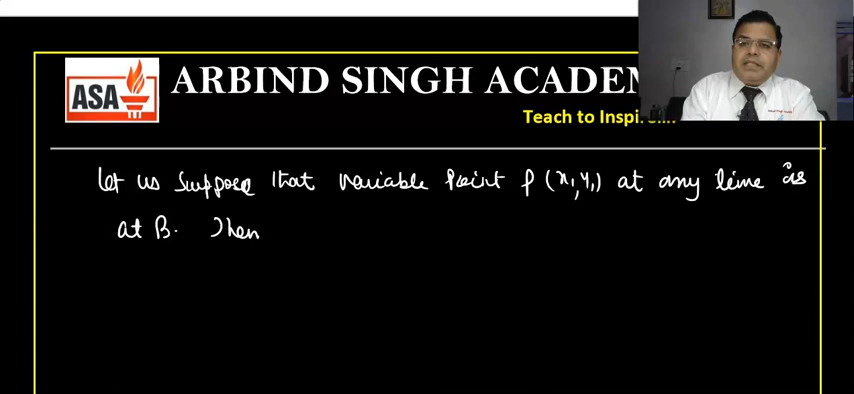 ASA
ARBIND SINGH ACADEM
Teach to Inspire...
Let us Suppose that variable Point P (x1, y1) at any time is
at B. Then